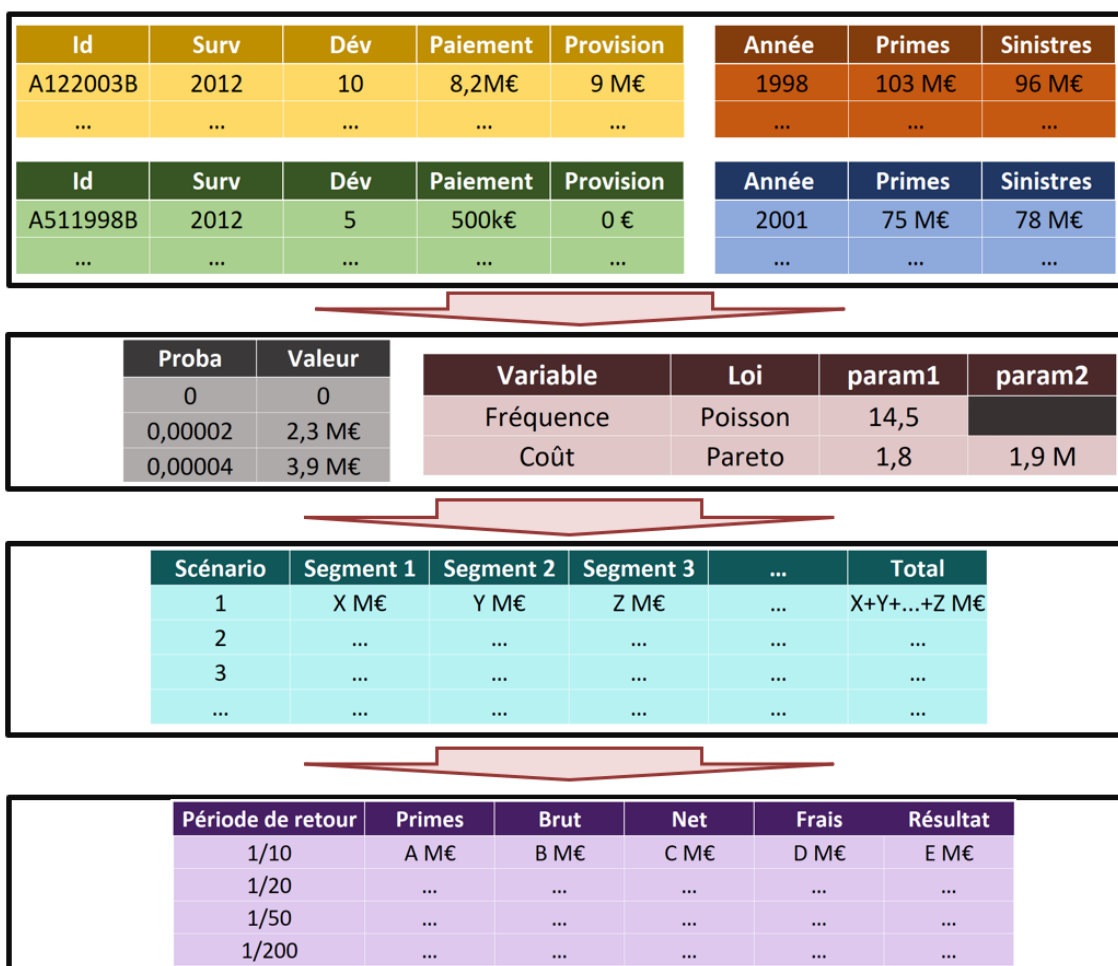 Id Surv Dév Paiement Provision
A122003B 2012 10 8,2M€ 9 M€
... ... ... ... ...
Année Primes Sinistres
1998 103 M€ 96 M€
... ... ...
Id Surv Dév Paiement Provision
A511998B 2012 5 500k€ 0 €
... ... ... ... ...
Année Primes Sinistres
2001 75 M€ 78 M€
... ... ...
Proba Valeur
0 0
0,00002 2,3 M€
0,00004 3,9 M€
Variable Loi param1 param2
Fréquence Poisson 14,5
Coût Pareto 1,8 1,9 M
Scénario Segment 1 Segment 2 Segment 3 ... Total
1 X M€ Y M€ Z M€ ... X+Y+...+Z M€
2 ... ... ... ... ...
3 ... ... ... ... ...
... ... ... ... ... ...
Période de retour Primes Brut Net Frais Résultat
1/10 A M€ B M€ C M€ D M€ E M€
1/20 ... ... ... ... ...
1/50 ... ... ... ... ...
1/200 ... ... ... ... ...